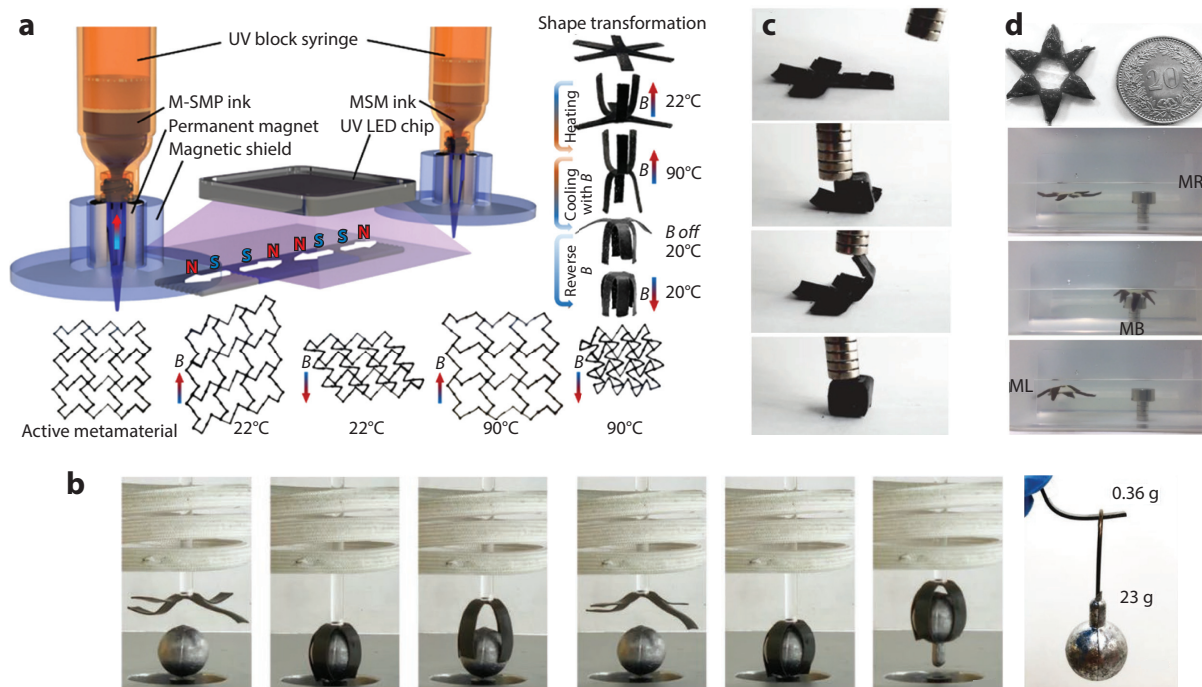 a
UV block syringe
M-SMP ink
Permanent magnet
Magnetic shield
MSM ink
UV LED chip
N S S N N S S N
Shape transformation
Heating
B
22°C
Cooling
with B
B
90°C
B off
20°C
Reverse
B
B
20°C
B
B
B
B
Active metamaterial
22°C
22°C
90°C
90°C
c
d
20
MR
MB
ML
b
0.36 g
23 g